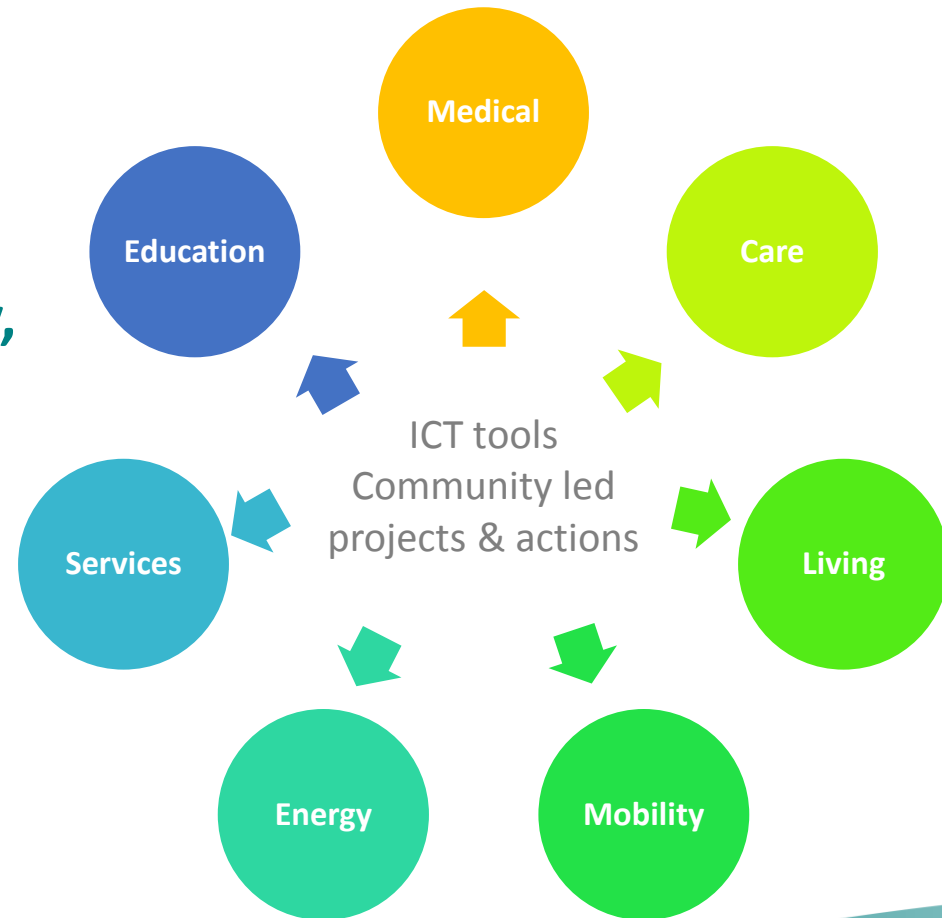 Medical
Education
Care
ICT tools
Community led
projects & actions
Services
Living
Energy
Mobility